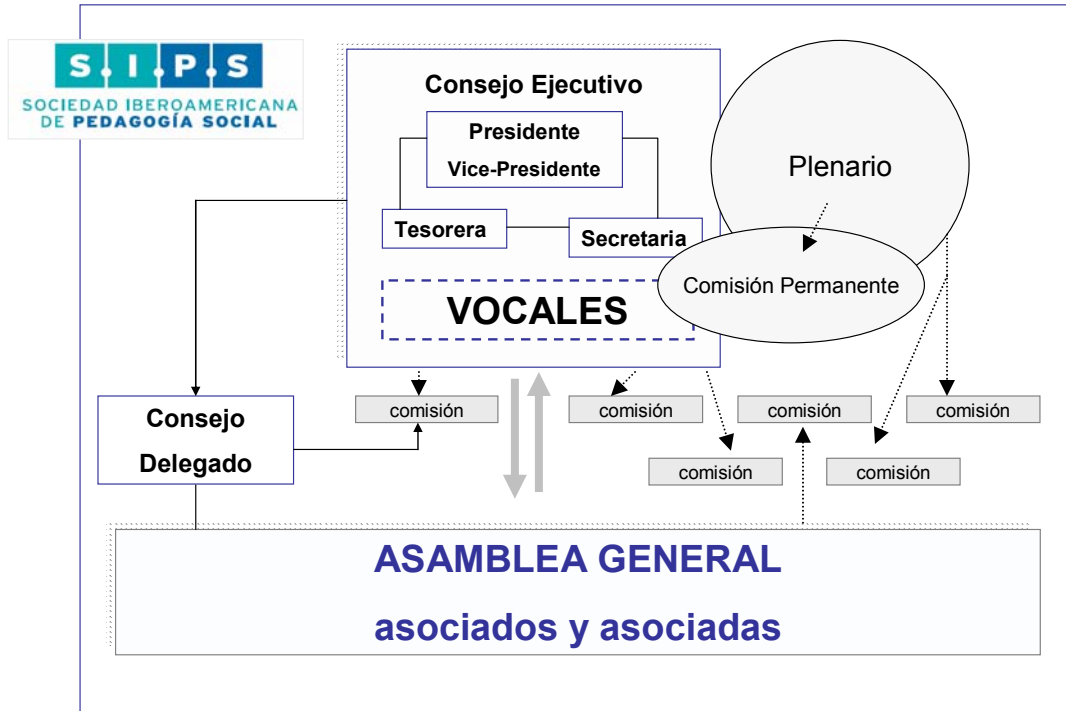 S.I.P.S
SOCIEDAD IBEROAMERICANA
DE PEDAGOGÍA SOCIAL
Consejo Ejecutivo
Presidente
Vice-Presidente
Tesorera
Secretaria
VOCALES
Plenario
Comisión Permanente
Consejo
Delegado
comisión
comisión
comisión
comisión
comisión
comisión
ASAMBLEA GENERAL
asociados y asociadas